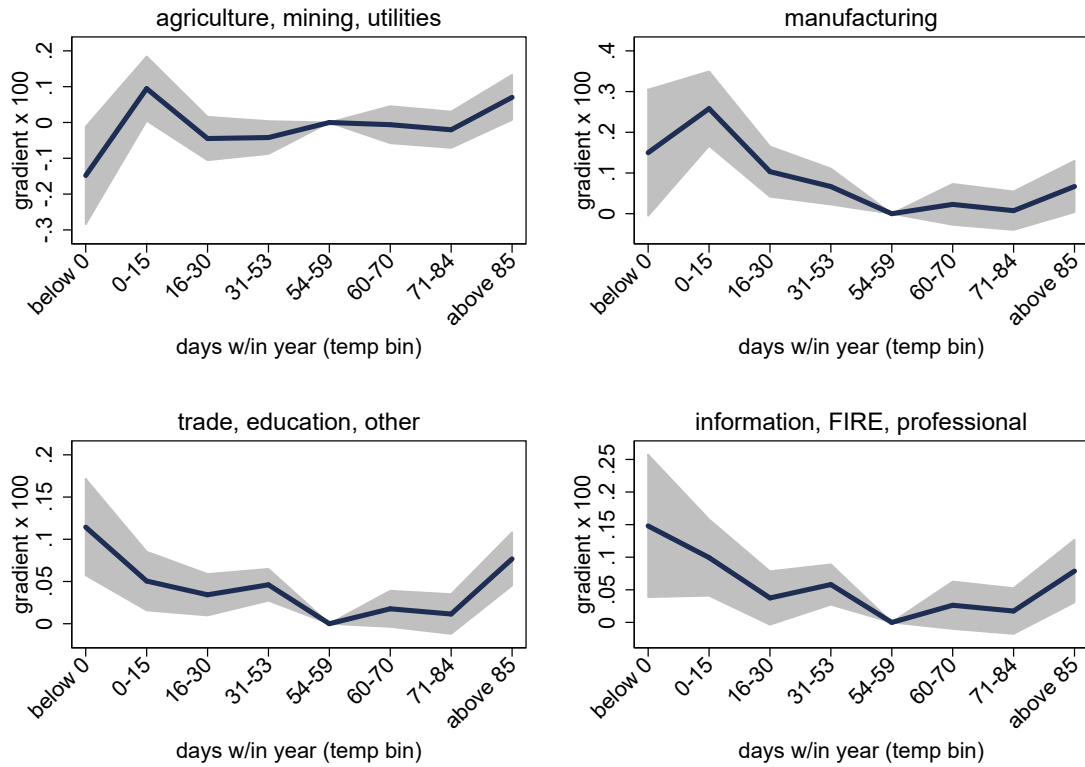 agriculture, mining, utilities
gradient x 100
.2
.1
0
-.1
-.2
-.3
below 0
0-15
16-30
31-53
54-59
60-70
71-84
above 85
days w/in year (temp bin)
manufacturing
gradient x 100
.4
.3
.2
.1
0
below 0
0-15
16-30
31-53
54-59
60-70
71-84
above 85
days w/in year (temp bin)
trade, education, other
gradient x 100
.2
.15
.1
.05
0
below 0
0-15
16-30
31-53
54-59
60-70
71-84
above 85
days w/in year (temp bin)
information, FIRE, professional
gradient x 100
.25
.2
.15
.1
.05
0
below 0
0-15
16-30
31-53
54-59
60-70
71-84
above 85
days w/in year (temp bin)